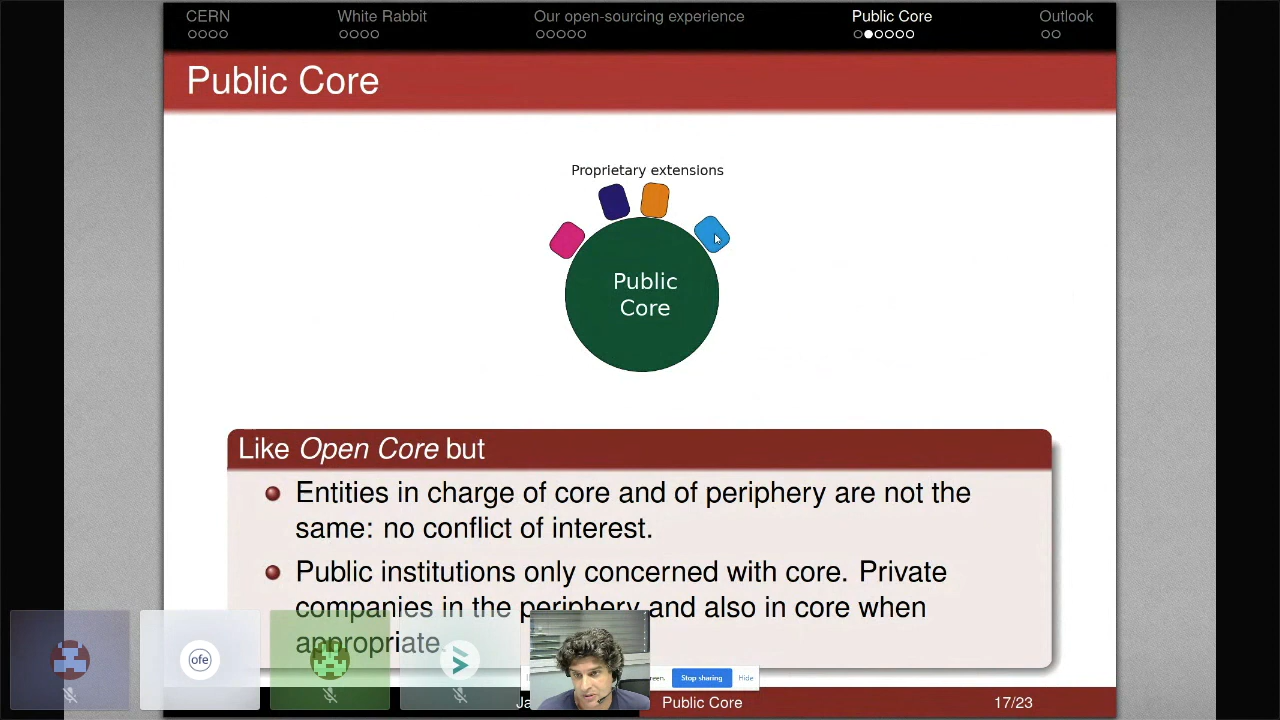 CERN White Rabbit Our open-sourcing experience Public Core Outlook
Public Core
Proprietary extensions
Public
Core
Like Open Core but
Entities in charge of core and of periphery are not the
same: no conflict of interest.
Public institutions only concerned with core. Private
companies in the periphery and also in core when
appropriate.
ofe
Stop sharing Hide
Public Core 17/23